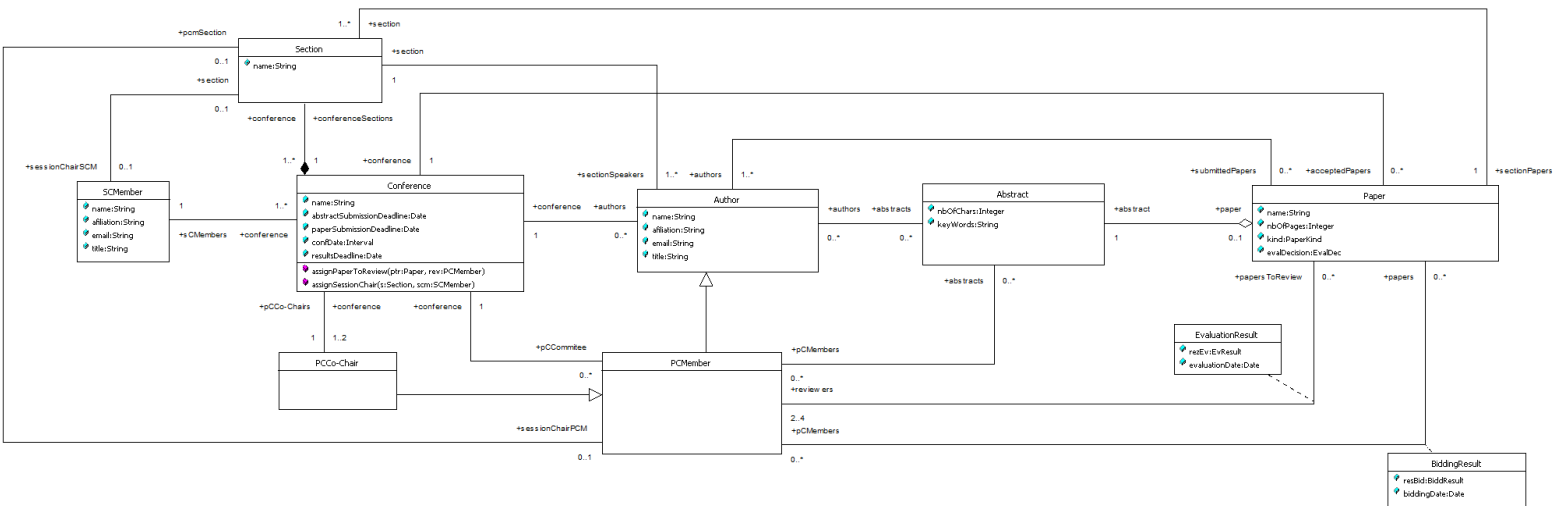 1..* +section
+pcmSection
Section
name:String
0..1
+section
1
+section
0..1
+conference +conferenceSections
+sessionChairSCM 0..1
1..* 1
+conference 1
+sectionSpeakers 1..* +authors 1..*
+submittedPapers 0..* +acceptedPapers 0..* 1 +sectionPapers
SCMember
name:String
afiliation:String
email:String
title:String
1 1..*
+sCMembers +conference
Conference
name:String
abstractSubmissionDeadline:Date
paperSubmissionDeadline:Date
confDate:Interval
resultsDeadline:Date
assignPaperToReview(ptr:Paper, rev:PCMember)
assignSessionChair(s:Section, scm:SCMember)
+conference +authors
1 0..*
Author
name:String
afiliation:String
email:String
title:String
+authors +abstracts
0..* 0..*
Abstract
nbOfChars:Integer
keyWords:String
+abstract +paper
1 0..1
Paper
name:String
nbOfPages:Integer
kind:PaperKind
evalDecision:EvalDec
+abstracts 0..*
+papersToReview 0..* +papers 0..*
+pCCo-Chairs +conference +conference 1
1 1..2
EvaluationResult
rezEv:EvResult
evaluationDate:Date
PCCo-Chair
+pCCommitee
0..*
PCMember
+pCMembers
0..*
+reviewers
2..4
+pCMembers
0..*
+sessionChairPCM
0..1
BiddingResult
resBid:BiddResult
biddingDate:Date